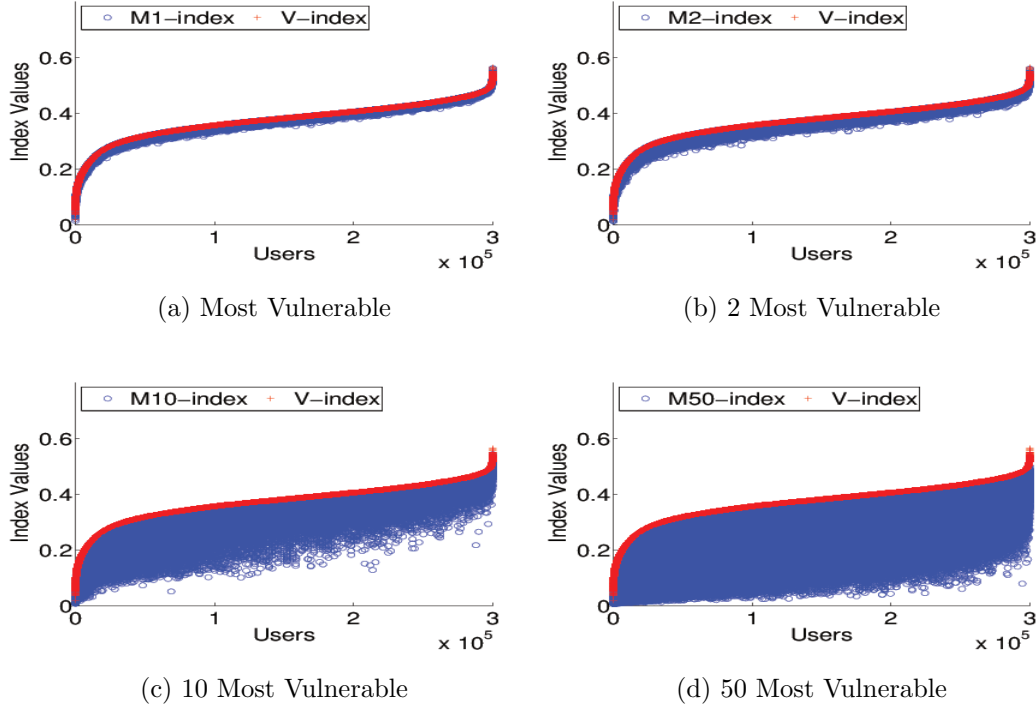 M1-index V-index
Index Values
0.6
0.4
0.2
0
0 1 2 3
Users
x 10^5
(a) Most Vulnerable
M2-index V-index
Index Values
0.6
0.4
0.2
0
0 1 2 3
Users
x 10^5
(b) 2 Most Vulnerable
M10-index V-index
Index Values
0.6
0.4
0.2
0
0 1 2 3
Users
x 10^5
(c) 10 Most Vulnerable
M50-index V-index
Index Values
0.6
0.4
0.2
0
0 1 2 3
Users
x 10^5
(d) 50 Most Vulnerable